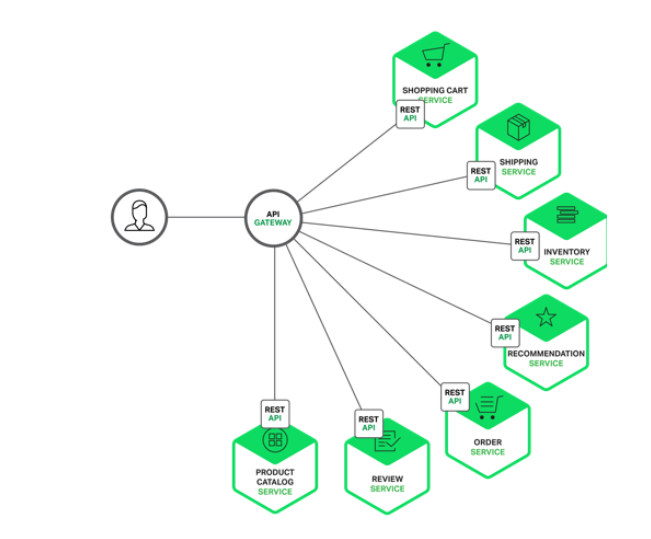 SHOPPING CART
SERVICE
REST
API
SHIPPING
SERVICE
REST
API
API
GATEWAY
REST
API
INVENTORY
SERVICE
REST
API
RECOMMENDATION
SERVICE
REST
API
ORDER
SERVICE
REST
API
REVIEW
SERVICE
REST
API
PRODUCT
CATALOG
SERVICE